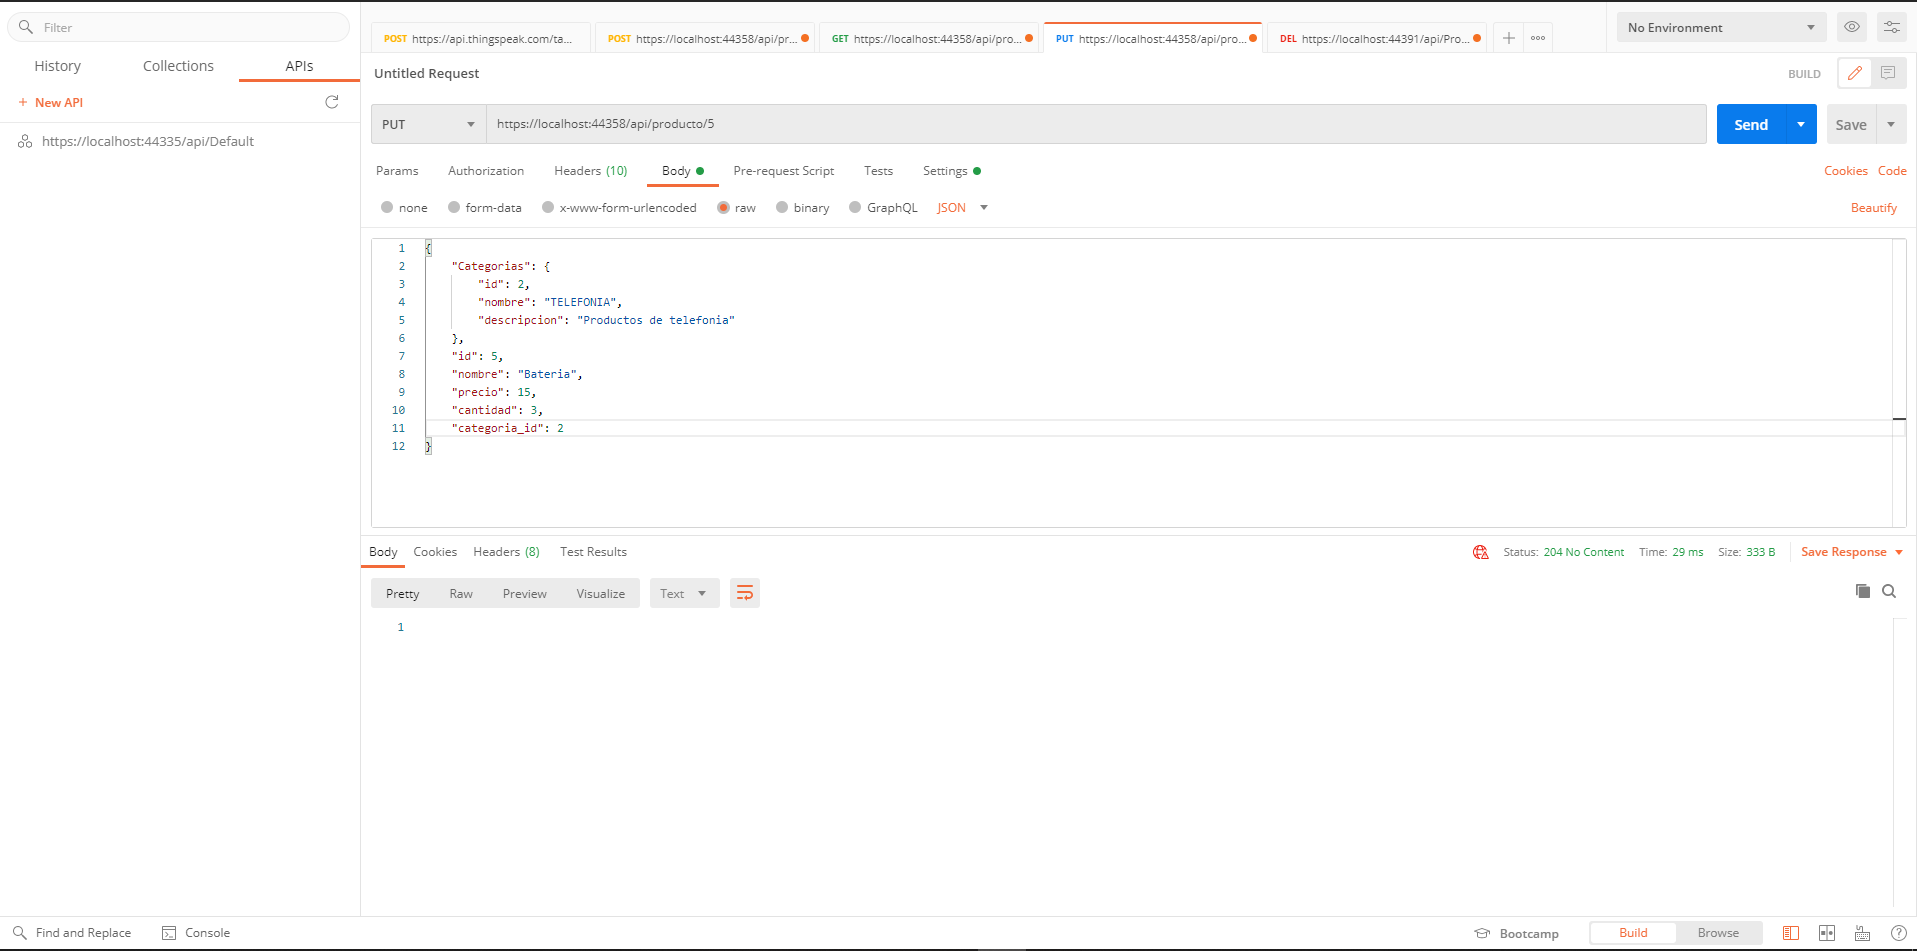 Filter
History Collections APIs
+ New API
https://localhost:44335/api/Default
POST https://api.thingspeak.com/ta...
POST https://localhost:44358/api/pr...
GET https://localhost:44358/api/pro...
PUT https://localhost:44358/api/pro...
DEL https://localhost:44391/api/Pro...
No Environment
Untitled Request
BUILD
PUT https://localhost:44358/api/producto/5
Send Save
Params Authorization Headers (10) Body Pre-request Script Tests Settings Cookies Code
none form-data x-www-form-urlencoded raw binary GraphQL JSON Beautify
1 {
2 "Categorias": {
3 "id": 2,
4 "nombre": "TELEFONIA",
5 "descripcion": "Productos de telefonia"
6 },
7 "id": 5,
8 "nombre": "Bateria",
9 "precio": 15,
10 "cantidad": 3,
11 "categoria_id": 2
12 }
Body Cookies Headers (8) Test Results Status: 204 No Content Time: 29 ms Size: 333 B Save Response
Pretty Raw Preview Visualize Text
1
Find and Replace Console Bootcamp Build Browse